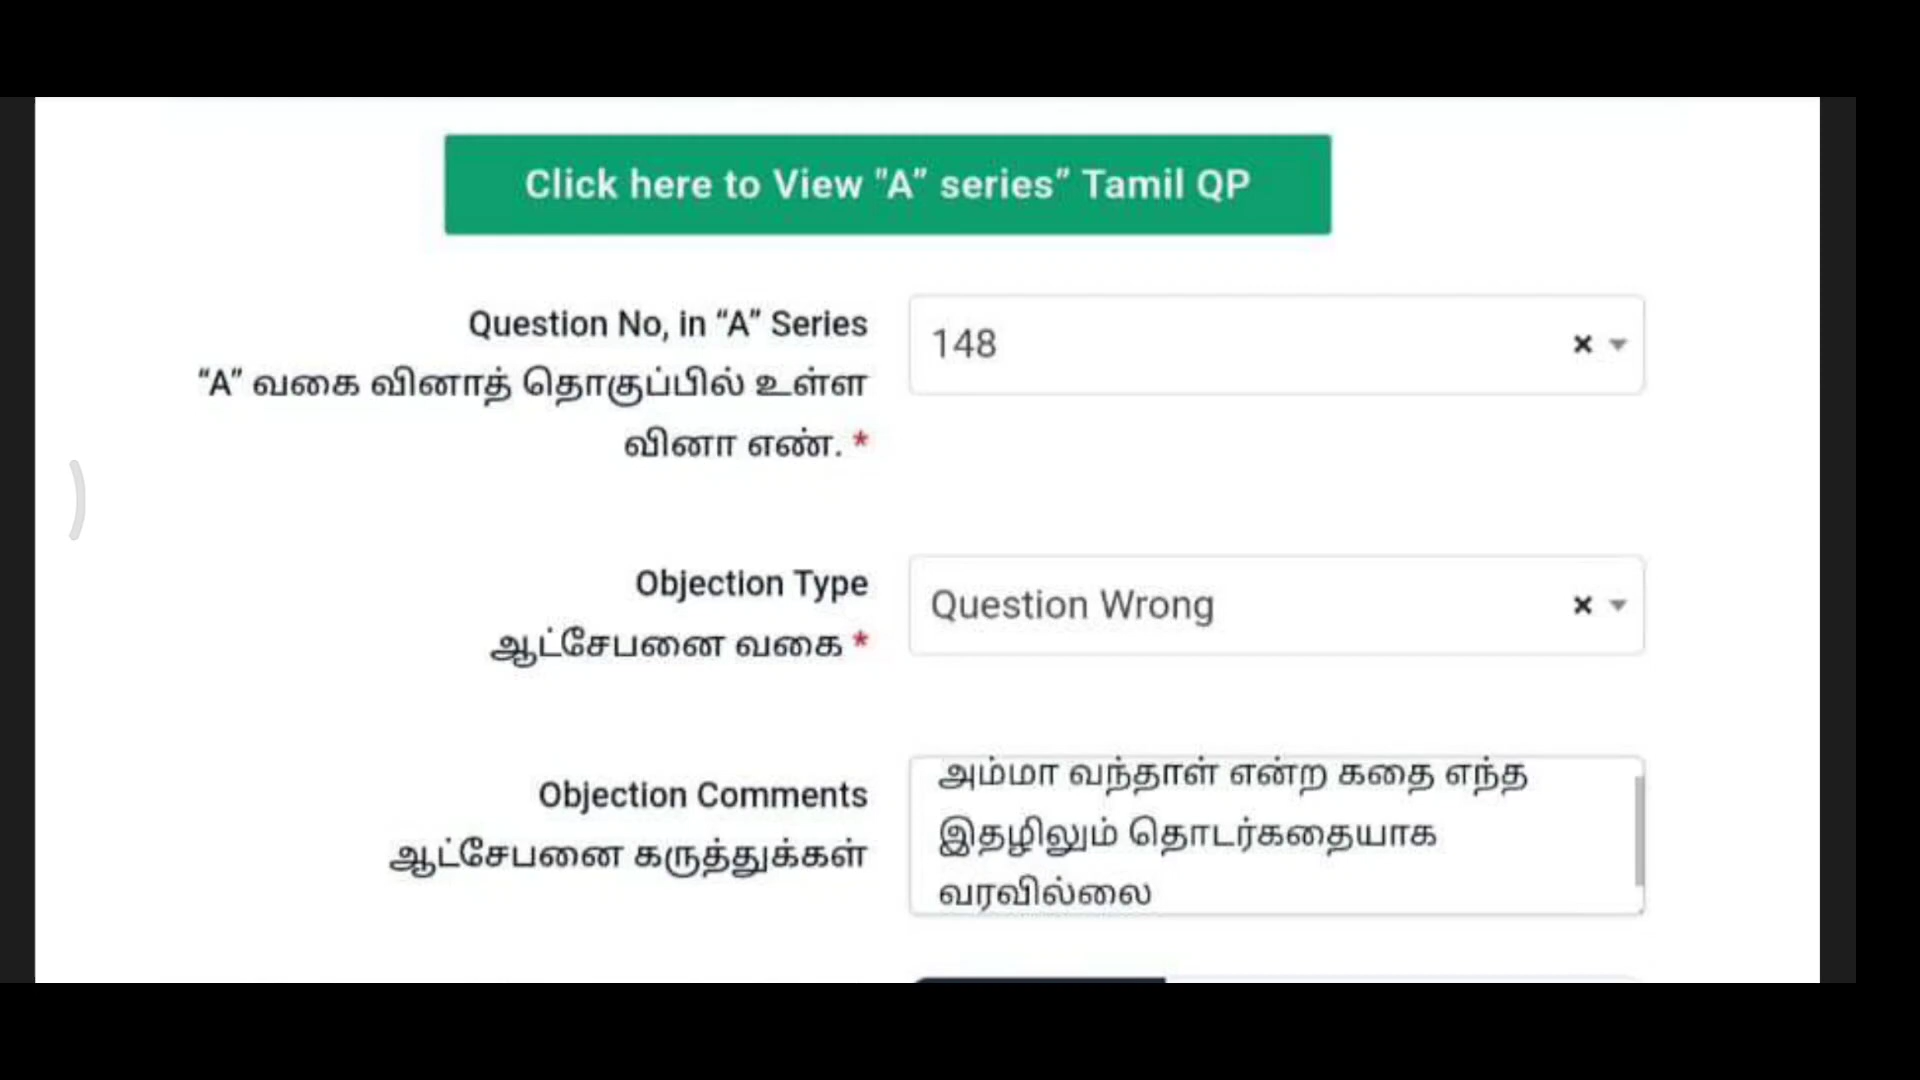 Click here to View "A” series” Tamil QP
Question No, in “A” Series
“A” வகை வினாத் தொகுப்பில் உள்ள
வினா எண். *
148
Objection Type
ஆட்சேபனை வகை *
Question Wrong
Objection Comments
ஆட்சேபனை கருத்துக்கள்
அம்மா வந்தாள் என்ற கதை எந்த
இதழிலும் தொடர்கதையாக
வரவில்லை